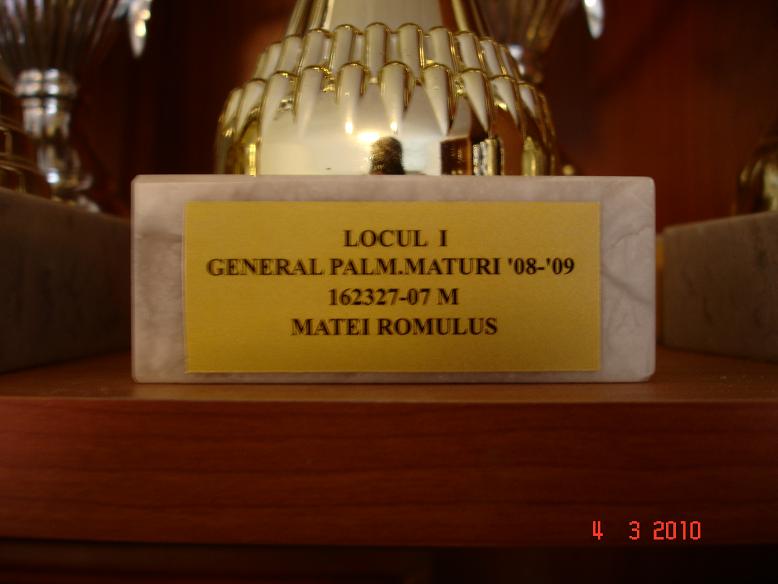 LOCUL I
GENERAL PALM.MATURI '08-'09
162327-07 M
MATEI ROMULUS
4 3 2010